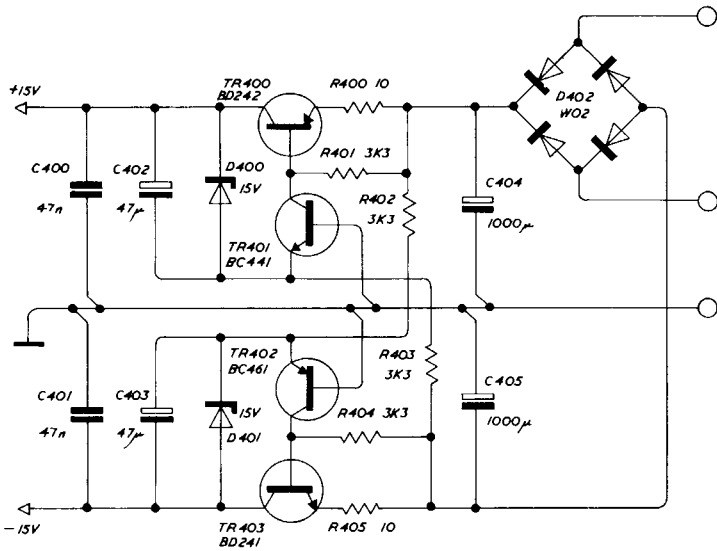 TR400
BD242
R400 10
D402
W02
+15V
C400
47n
C402
47μ
D400
15V
R401 3K3
R402
3K3
TR401
BC441
C404
1000μ
TR402
BC461
R403
3K3
C401
47n
C403
47μ
15V
D401
R404 3K3
C405
1000μ
-15V
TR403
BD241
R405 10